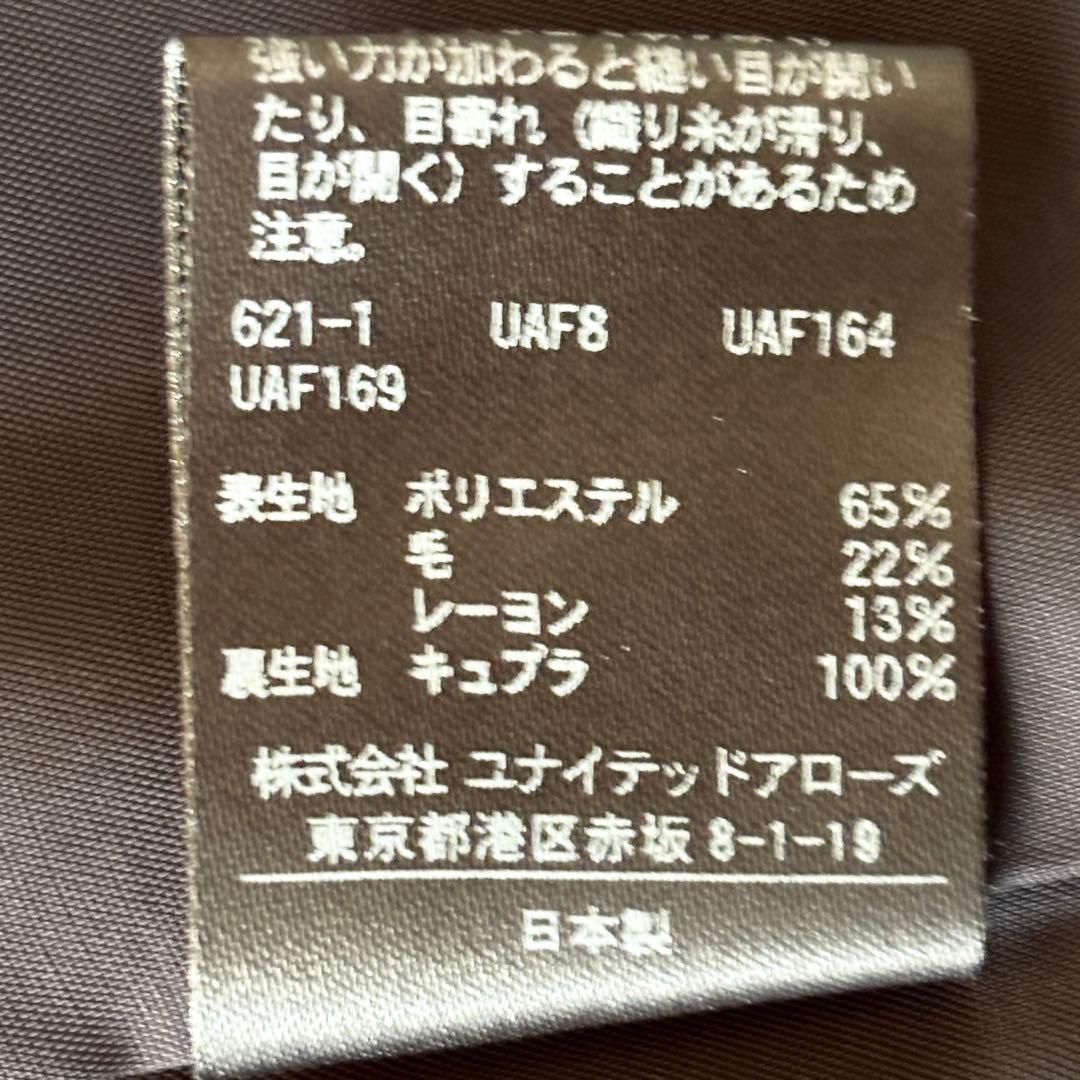 強い力が加わると縫い目が開い
たり、目寄れ（織り糸が滑り、
目が開く）することがあるため
注意。
621-1 UAF8 UAF164
UAF169
表生地 ポリエステル 65%
毛 22%
レーヨン 13%
裏生地 キュプラ 100%
株式会社 ユナイテッドアローズ
東京都港区赤坂 8-1-19
日本製